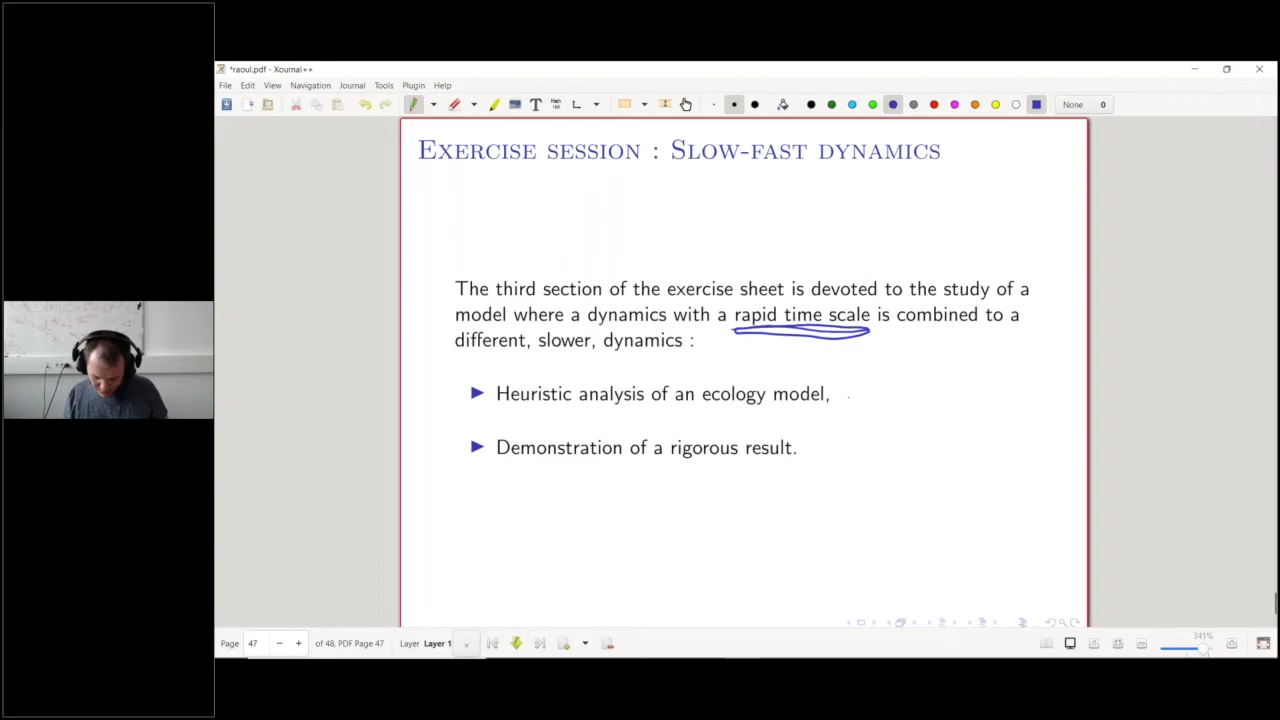 *raoul.pdf - Xournal++
File Edit View Navigation Journal Tools Plugin Help
None 0
Exercise session : Slow-fast dynamics
The third section of the exercise sheet is devoted to the study of a
model where a dynamics with a rapid time scale is combined to a
different, slower, dynamics :
Heuristic analysis of an ecology model,
Demonstration of a rigorous result.
Page 47 of 48, PDF Page 47 Layer Layer 1
341%